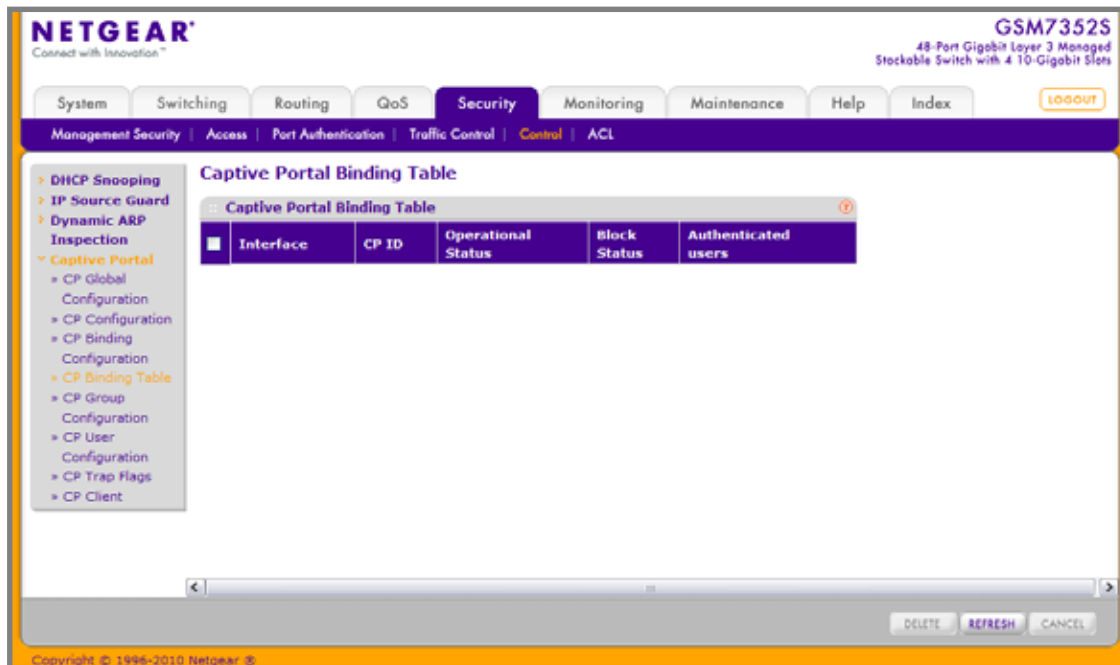 NETGEAR®
Connect with Innovation™
GSM7352S
48-Port Gigabit Layer 3 Managed
Stackable Switch with 4 10-Gigabit Slots
System Switching Routing QoS Security Monitoring Maintenance Help Index LOGOUT
Management Security | Access | Port Authentication | Traffic Control | Control | ACL
DHCP Snooping
IP Source Guard
Dynamic ARP
Inspection
Captive Portal
» CP Global
Configuration
» CP Configuration
» CP Binding
Configuration
» CP Binding Table
» CP Group
Configuration
» CP User
Configuration
» CP Trap Flags
» CP Client
Captive Portal Binding Table
Captive Portal Binding Table ?
Interface CP ID Operational Status Block Status Authenticated users
DELETE REFRESH CANCEL
Copyright © 1996-2010 Netgear ®